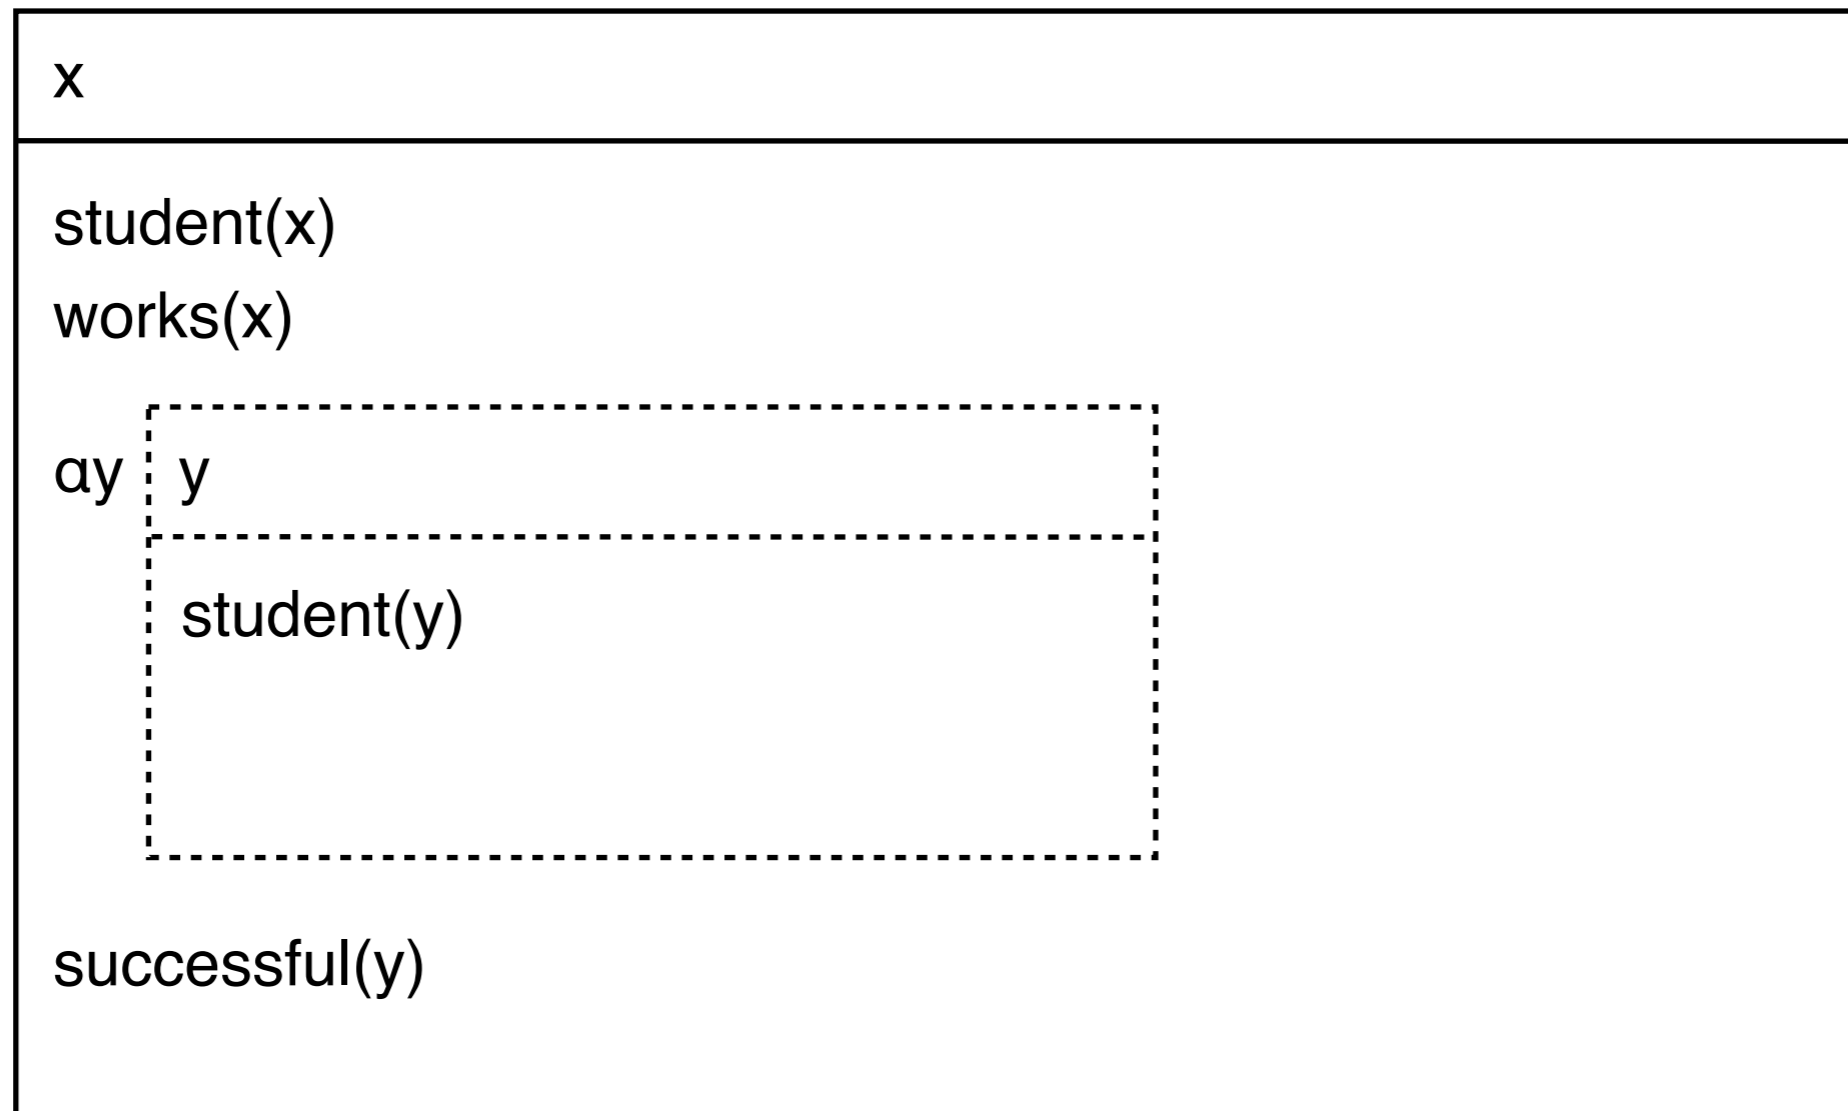 x
student(x)
works(x)
αy y
student(y)
successful(y)